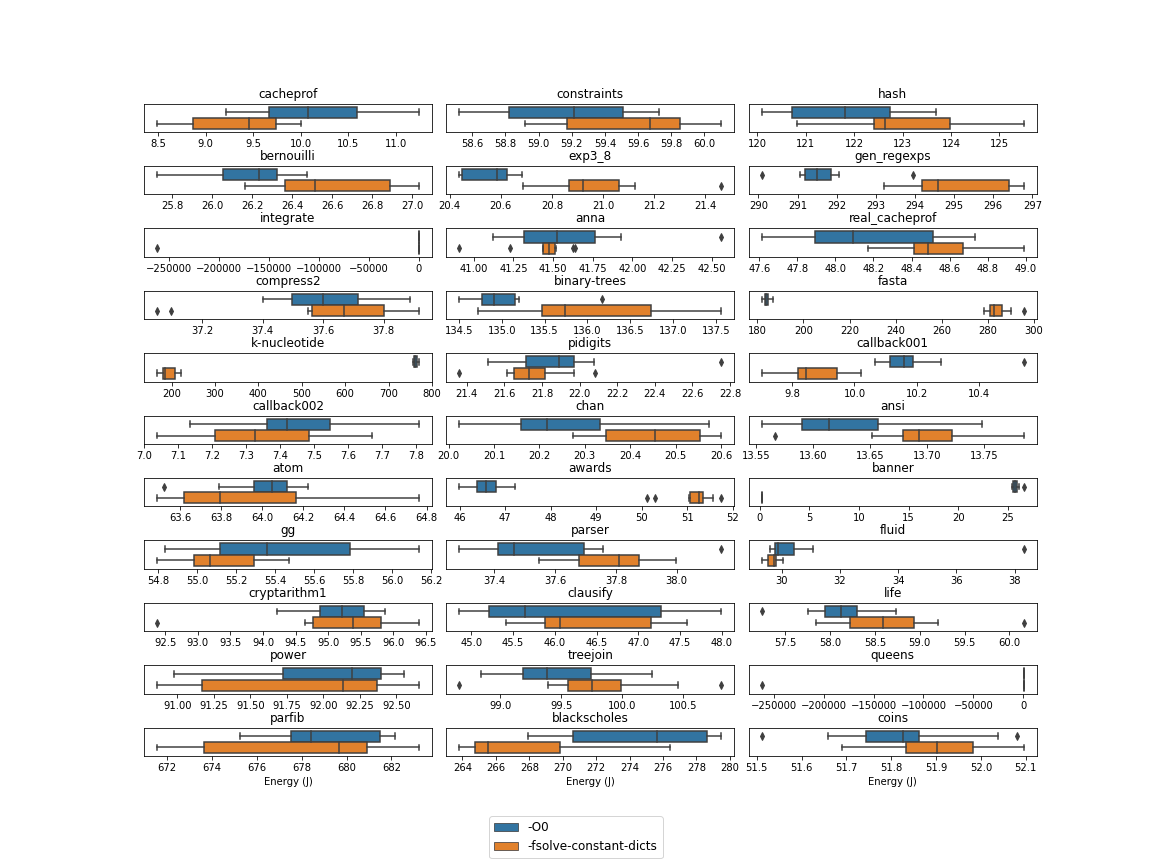 cacheprof constraints hash
8.5 9.0 9.5 10.0 10.5 11.0 58.6 58.8 59.0 59.2 59.4 59.6 59.8 60.0 120 121 122 123 124 125
bernouilli exp3_8 gen_regexps
25.8 26.0 26.2 26.4 26.6 26.8 27.0 20.4 20.6 20.8 21.0 21.2 21.4 290 291 292 293 294 295 296 297
integrate anna real_cacheprof
−250000 −200000 −150000 −100000 −50000 0 41.00 41.25 41.50 41.75 42.00 42.25 42.50 47.6 47.8 48.0 48.2 48.4 48.6 48.8 49.0
compress2 binary-trees fasta
37.2 37.4 37.6 37.8 134.5 135.0 135.5 136.0 136.5 137.0 137.5 180 200 220 240 260 280 300
k-nucleotide pidigits callback001
200 300 400 500 600 700 800 21.4 21.6 21.8 22.0 22.2 22.4 22.6 22.8 9.8 10.0 10.2 10.4
callback002 chan ansi
7.0 7.1 7.2 7.3 7.4 7.5 7.6 7.7 7.8 20.0 20.1 20.2 20.3 20.4 20.5 20.6 13.55 13.60 13.65 13.70 13.75
atom awards banner
63.6 63.8 64.0 64.2 64.4 64.6 64.8 46 47 48 49 50 51 52 0 5 10 15 20 25
gg parser fluid
54.8 55.0 55.2 55.4 55.6 55.8 56.0 56.2 37.4 37.6 37.8 38.0 30 32 34 36 38
cryptarithm1 clausify life
92.5 93.0 93.5 94.0 94.5 95.0 95.5 96.0 96.5 45.0 45.5 46.0 46.5 47.0 47.5 48.0 57.5 58.0 58.5 59.0 59.5 60.0
power treejoin queens
91.00 91.25 91.50 91.75 92.00 92.25 92.50 99.0 99.5 100.0 100.5 −250000 −200000 −150000 −100000 −50000 0
parfib blackscholes coins
672 674 676 678 680 682 264 266 268 270 272 274 276 278 280 51.5 51.6 51.7 51.8 51.9 52.0 52.1
Energy (J) Energy (J) Energy (J)
-O0
-fsolve-constant-dicts